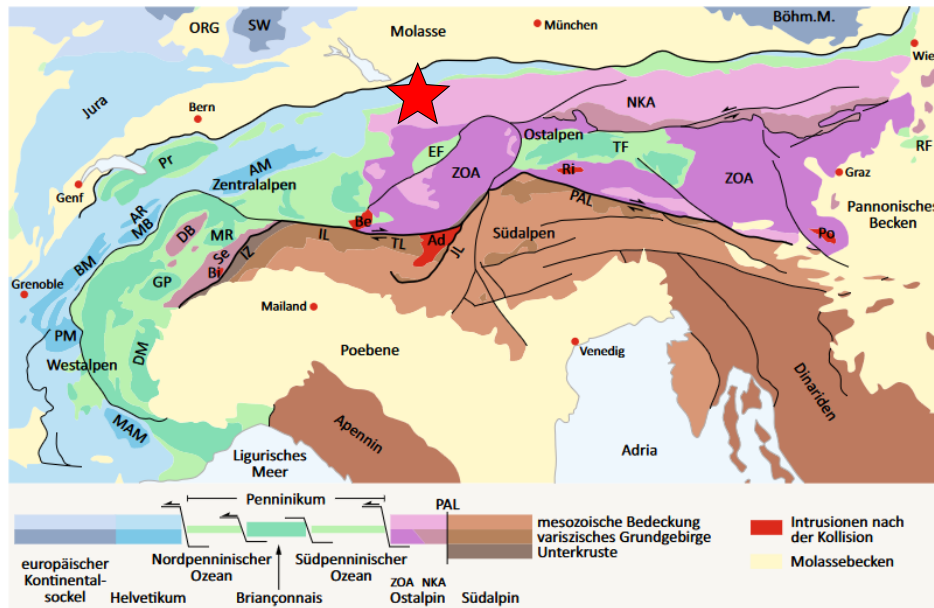 ORG
SW
Molasse
München
Böhm.M.
Wie
Jura
Bern
NKA
Ostalpen
EF
TF
RF
Pr
AM
Zentralalpen
ZOA
Ri
ZOA
Graz
Genf
AR
MB
DB
MR
Be
PAL
Pannonisches
Becken
Se
IZ
IL
TL
Ad
JL
Südalpen
Po
BM
GP
Bi
Grenoble
Mailand
PM
DM
Poebene
Venedig
Westalpen
Dinariden
MAM
Apennin
Adria
Ligurisches
Meer
Penninikum
PAL
mesozoische Bedeckung
variszisches Grundgebirge
Unterkruste
Intrusionen nach
der Kollision
Molassebecken
europäischer
Kontinental-
sockel
Helvetikum
Nordpenninischer
Ozean
Briançonnais
Südpenninischer
Ozean
ZOA NKA
Ostalpin
Südalpin